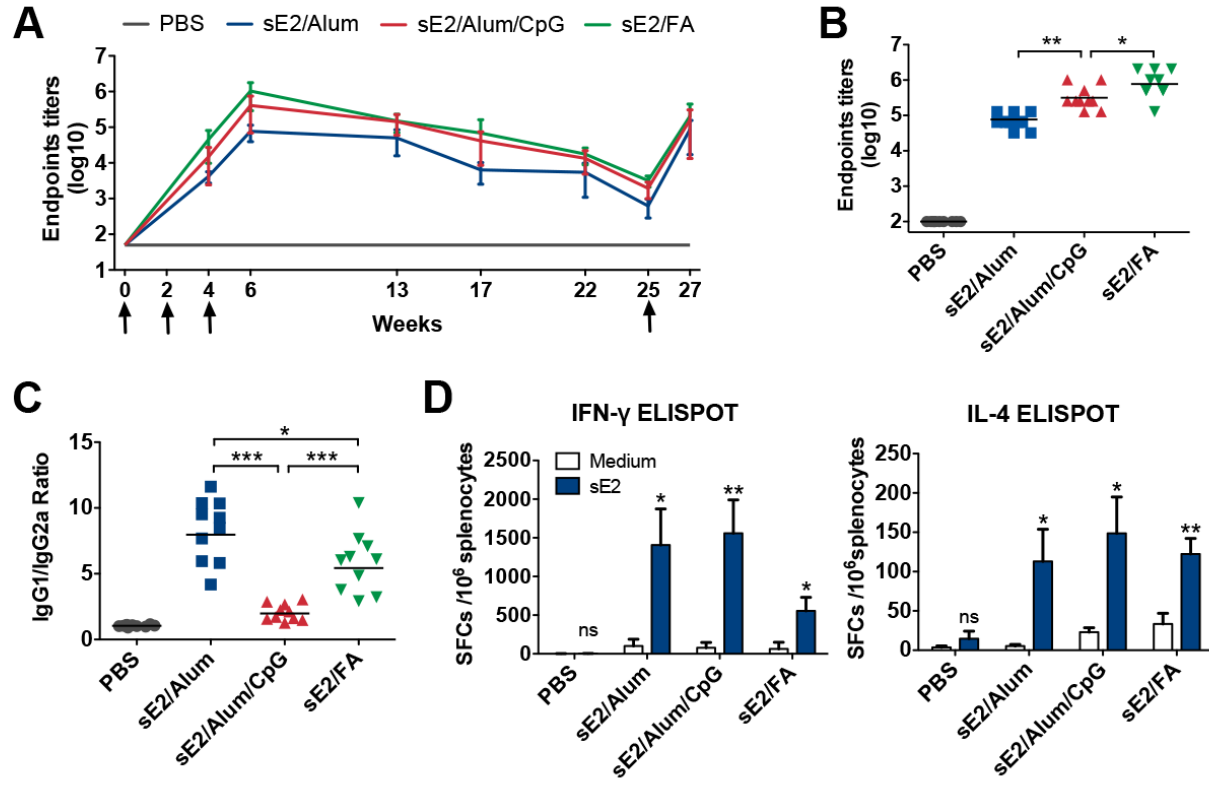 A
PBS sE2/Alum sE2/Alum/CpG sE2/FA
Endpoints titers
(log10)
7
6
5
4
3
2
1
0 2 4 6 13 17 22 25 27
Weeks
B
** *
Endpoints titers
(log10)
7
6
5
4
3
2
PBS
sE2/Alum
sE2/Alum/CpG
sE2/FA
C
IgG1/IgG2a Ratio
15
10
5
0
*
*** ***
PBS
sE2/Alum
sE2/Alum/CpG
sE2/FA
D
IFN-γ ELISPOT
SFCs /10⁶ splenocytes
2500
2000
1500
1000
500
0
Medium
sE2
ns * ** *
PBS
sE2/Alum
sE2/Alum/CpG
sE2/FA
IL-4 ELISPOT
SFCs /10⁶ splenocytes
250
200
150
100
50
0
ns * * **
PBS
sE2/Alum
sE2/Alum/CpG
sE2/FA